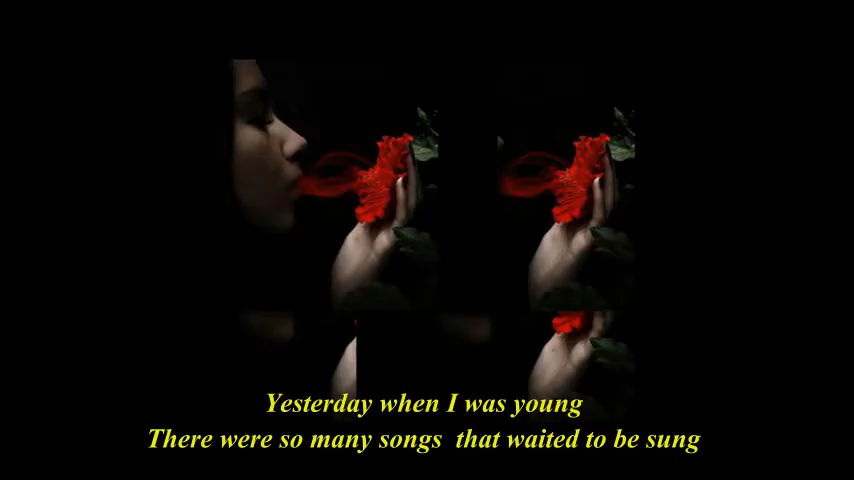 Yesterday when I was young
There were so many songs  that waited to be sung